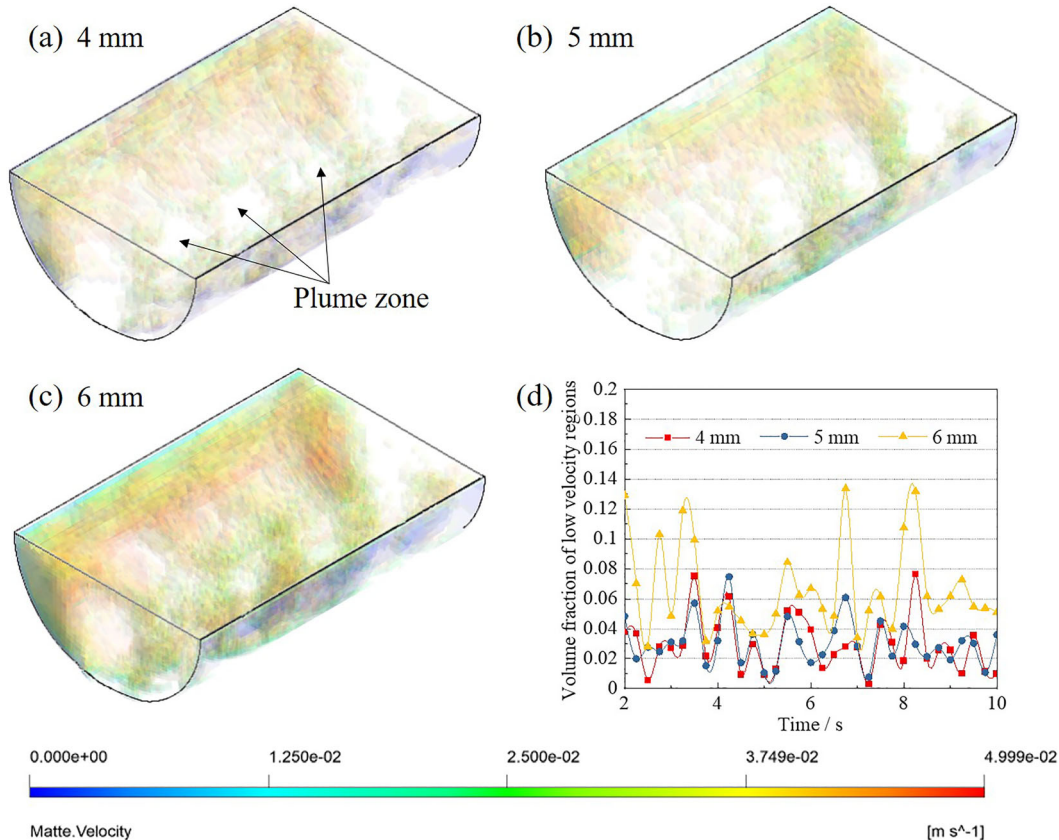 (a) 4 mm
(b) 5 mm
Plume zone
(c) 6 mm
(d)
Volume fraction of low velocity regions
0.2
0.18
0.16
0.14
0.12
0.1
0.08
0.06
0.04
0.02
0
4 mm 5 mm 6 mm
2 4 6 8 10
Time / s
0.000e+00 1.250e-02 2.500e-02 3.749e-02 4.999e-02
Matte.Velocity [m s^-1]